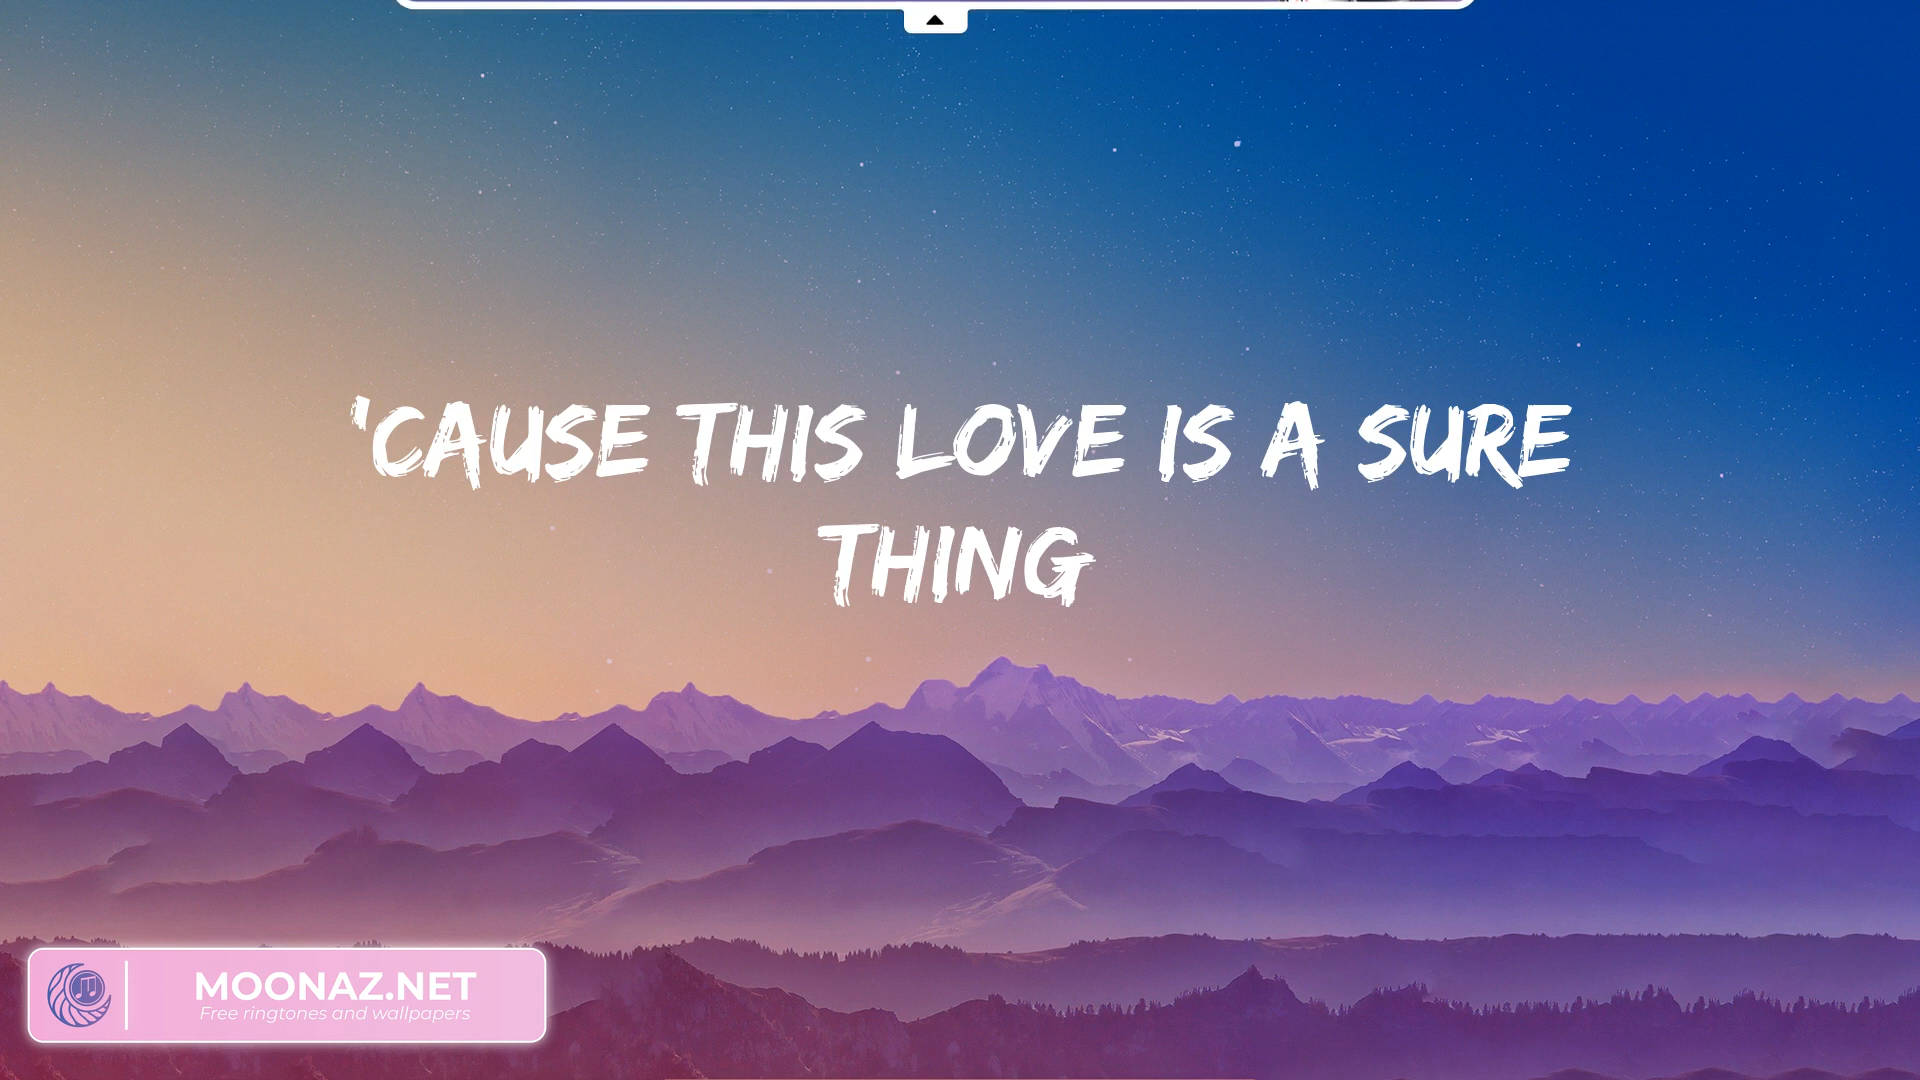 'CAUSE THIS LOVE IS A SURE
THING
MOONAZ.NET
Free ringtones and wallpapers